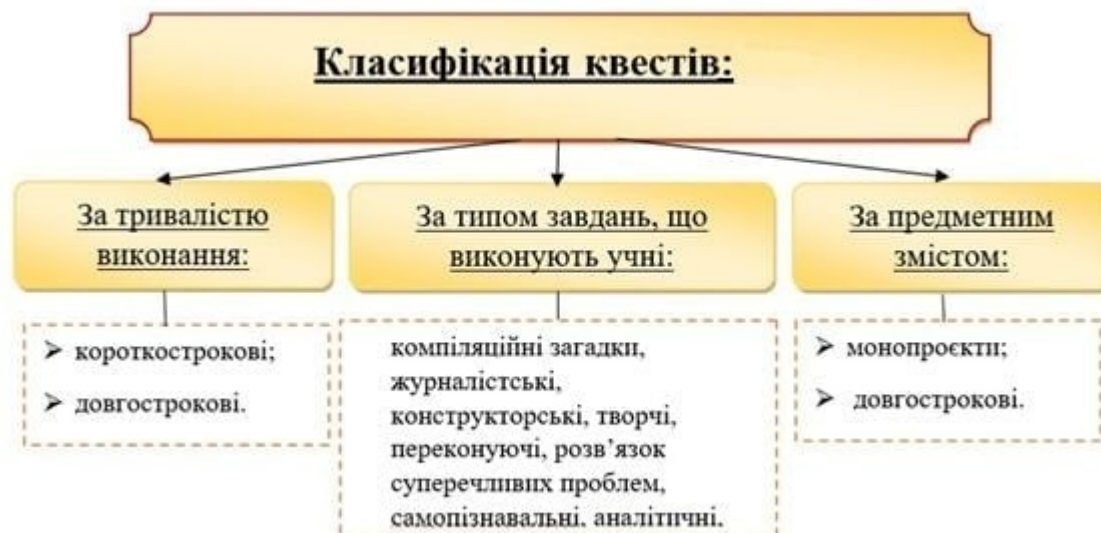 Класифікація квестів:
За тривалістю
виконання:
➢ короткострокові;
➢ довгострокові.
За типом завдань, що
виконують учні:
компіляційні загадки,
журналістські,
конструкторські, творчі,
переконуючі, розв’язок
суперечливих проблем,
самопізнавальні, аналітичні,
За предметним
змістом:
➢ монопроєкти;
➢ довгострокові.